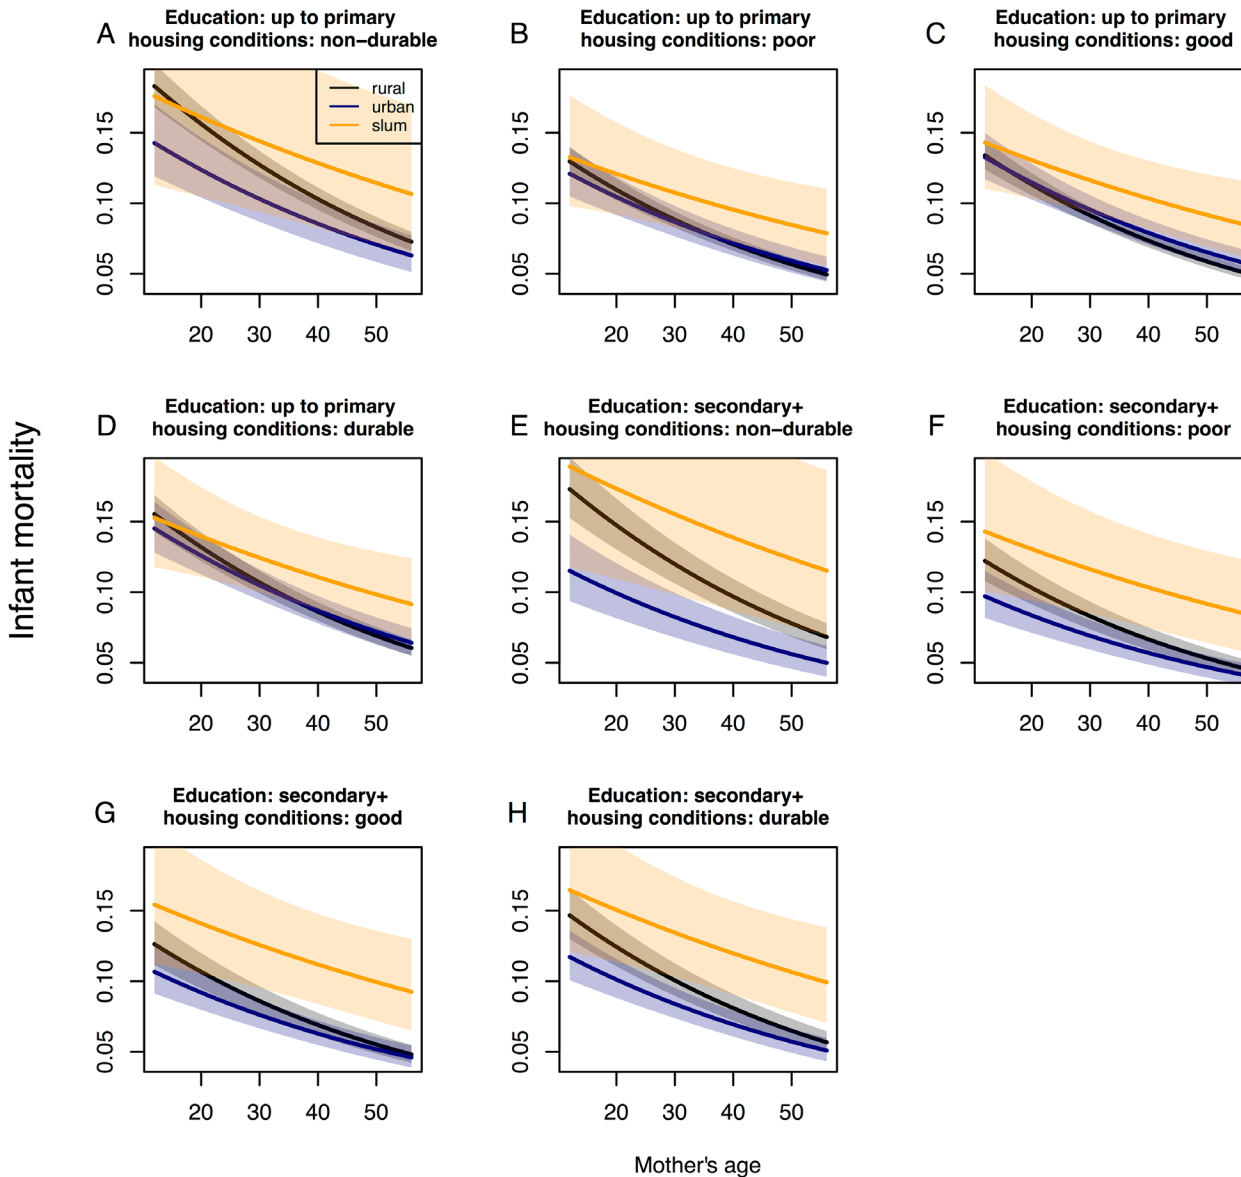 A
Education: up to primary
housing conditions: non–durable
B
Education: up to primary
housing conditions: poor
C
Education: up to primary
housing conditions: good
rural
urban
slum
0.15
0.10
0.05
20 30 40 50
0.15
0.10
0.05
20 30 40 50
0.15
0.10
0.05
20 30 40 50
Infant mortality
D
Education: up to primary
housing conditions: durable
E
Education: secondary+
housing conditions: non–durable
F
Education: secondary+
housing conditions: poor
0.15
0.10
0.05
20 30 40 50
0.15
0.10
0.05
20 30 40 50
0.15
0.10
0.05
20 30 40 50
G
Education: secondary+
housing conditions: good
H
Education: secondary+
housing conditions: durable
0.15
0.10
0.05
20 30 40 50
0.15
0.10
0.05
20 30 40 50
Mother's age